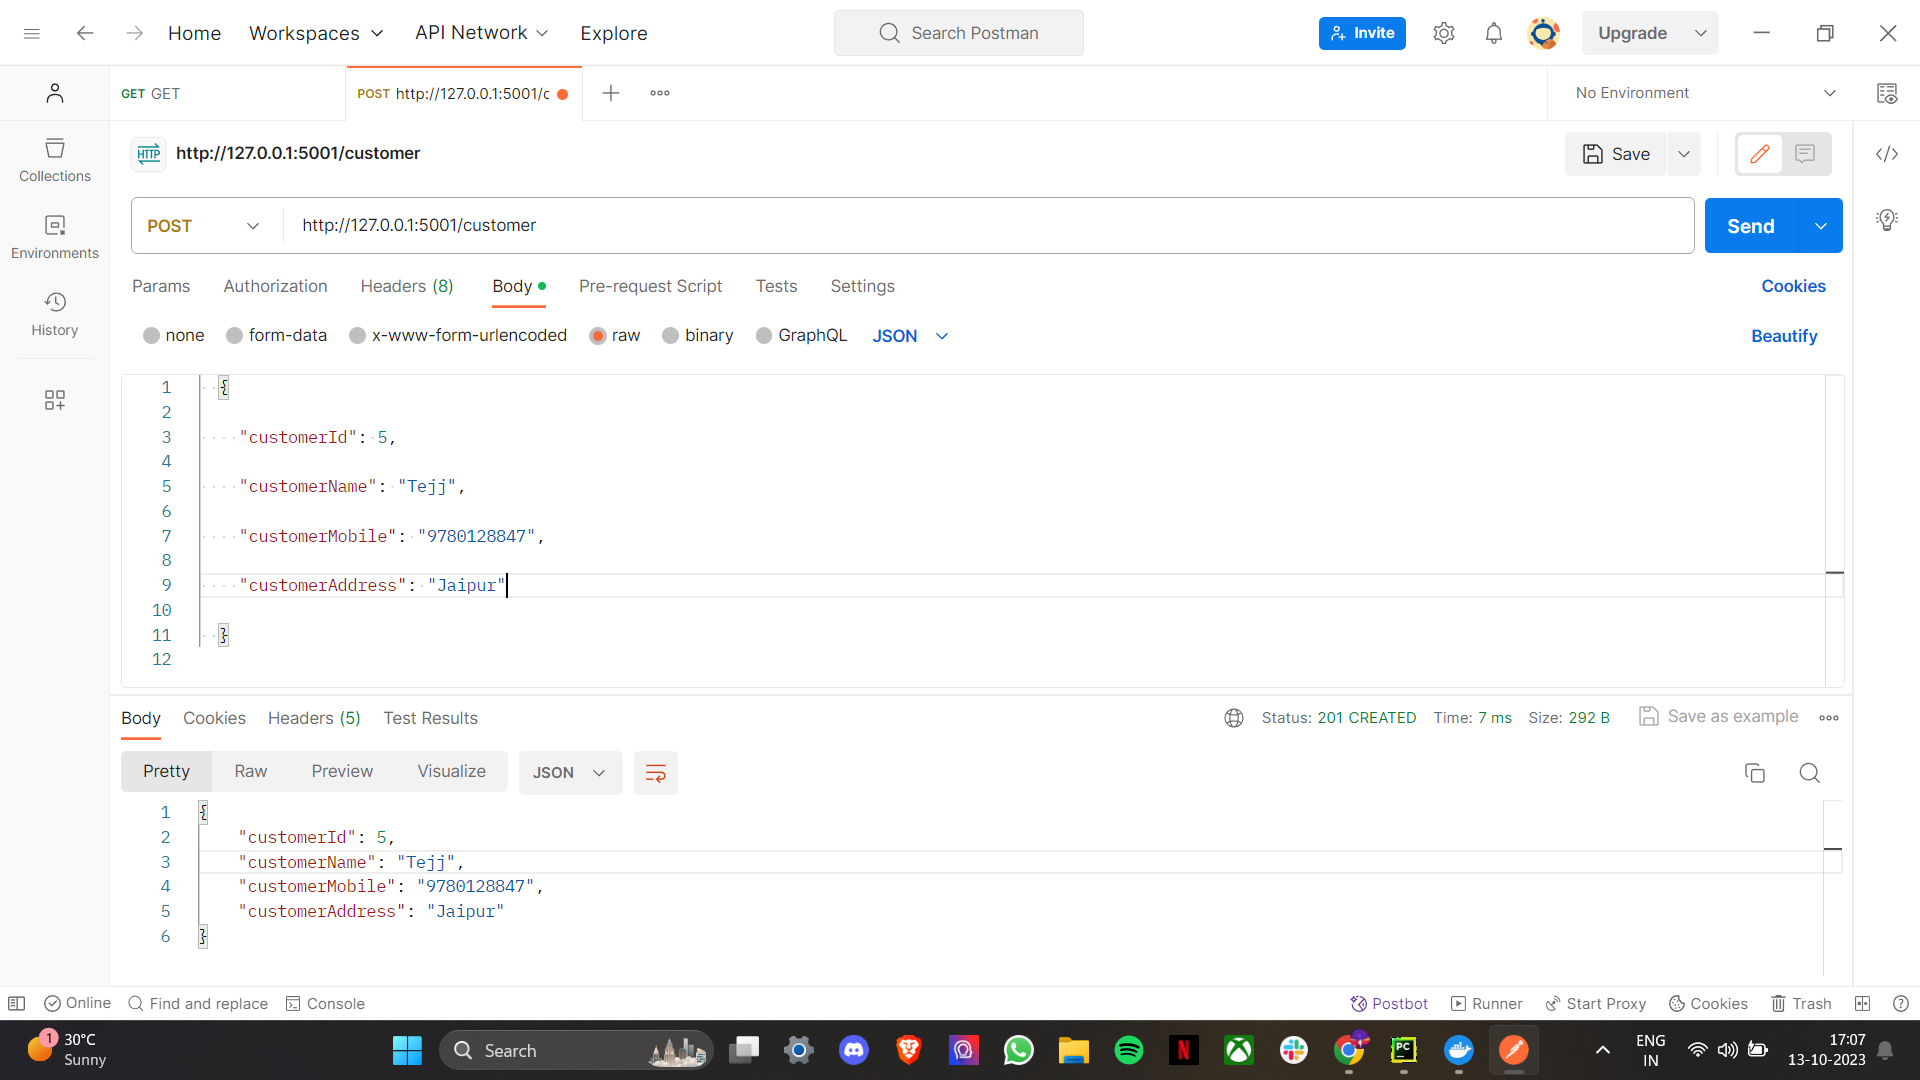 Home Workspaces API Network Explore Search Postman Invite Upgrade
GET GET POST http://127.0.0.1:5001/c No Environment
HTTP http://127.0.0.1:5001/customer Save
Collections
Environments
History
POST http://127.0.0.1:5001/customer Send
Params Authorization Headers (8) Body Pre-request Script Tests Settings Cookies
none form-data x-www-form-urlencoded raw binary GraphQL JSON Beautify
1 {
2
3 "customerId": 5,
4
5 "customerName": "Tejj",
6
7 "customerMobile": "9780128847",
8
9 "customerAddress": "Jaipur"
10
11 }
12
Body Cookies Headers (5) Test Results Status: 201 CREATED Time: 7 ms Size: 292 B Save as example
Pretty Raw Preview Visualize JSON
1 {
2 "customerId": 5,
3 "customerName": "Tejj",
4 "customerMobile": "9780128847",
5 "customerAddress": "Jaipur"
6 }
Online Find and replace Console Postbot Runner Start Proxy Cookies Trash
1 30°C
Sunny
Search
PC
N
ENG
IN
17:07
13-10-2023